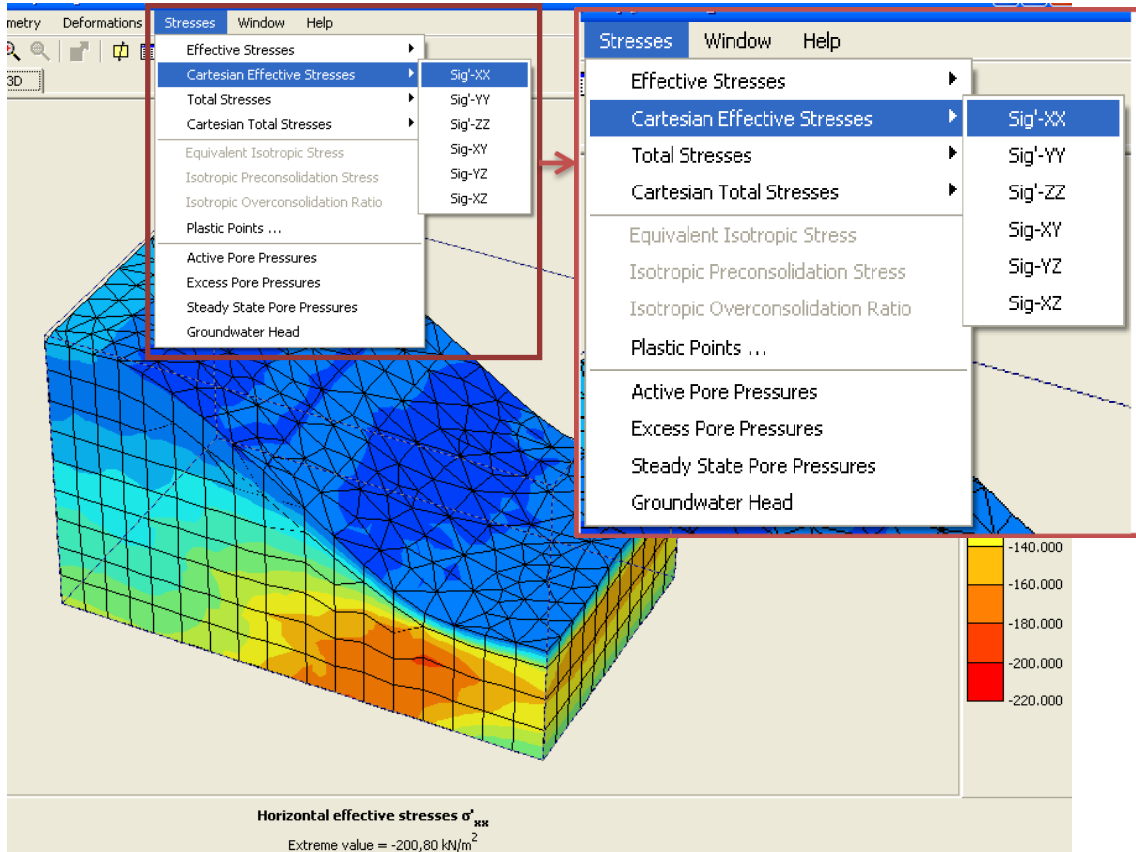 metry Deformations Stresses Window Help
3D
Effective Stresses
Cartesian Effective Stresses
Total Stresses
Cartesian Total Stresses
Equivalent Isotropic Stress
Isotropic Preconsolidation Stress
Isotropic Overconsolidation Ratio
Plastic Points ...
Active Pore Pressures
Excess Pore Pressures
Steady State Pore Pressures
Groundwater Head
Sig'-XX
Sig'-YY
Sig'-ZZ
Sig-XY
Sig-YZ
Sig-XZ
Stresses Window Help
Effective Stresses
Cartesian Effective Stresses
Total Stresses
Cartesian Total Stresses
Equivalent Isotropic Stress
Isotropic Preconsolidation Stress
Isotropic Overconsolidation Ratio
Plastic Points ...
Active Pore Pressures
Excess Pore Pressures
Steady State Pore Pressures
Groundwater Head
Sig'-XX
Sig'-YY
Sig'-ZZ
Sig-XY
Sig-YZ
Sig-XZ
-140.000
-160.000
-180.000
-200.000
-220.000
Horizontal effective stresses σ'xx
Extreme value = -200,80 kN/m²